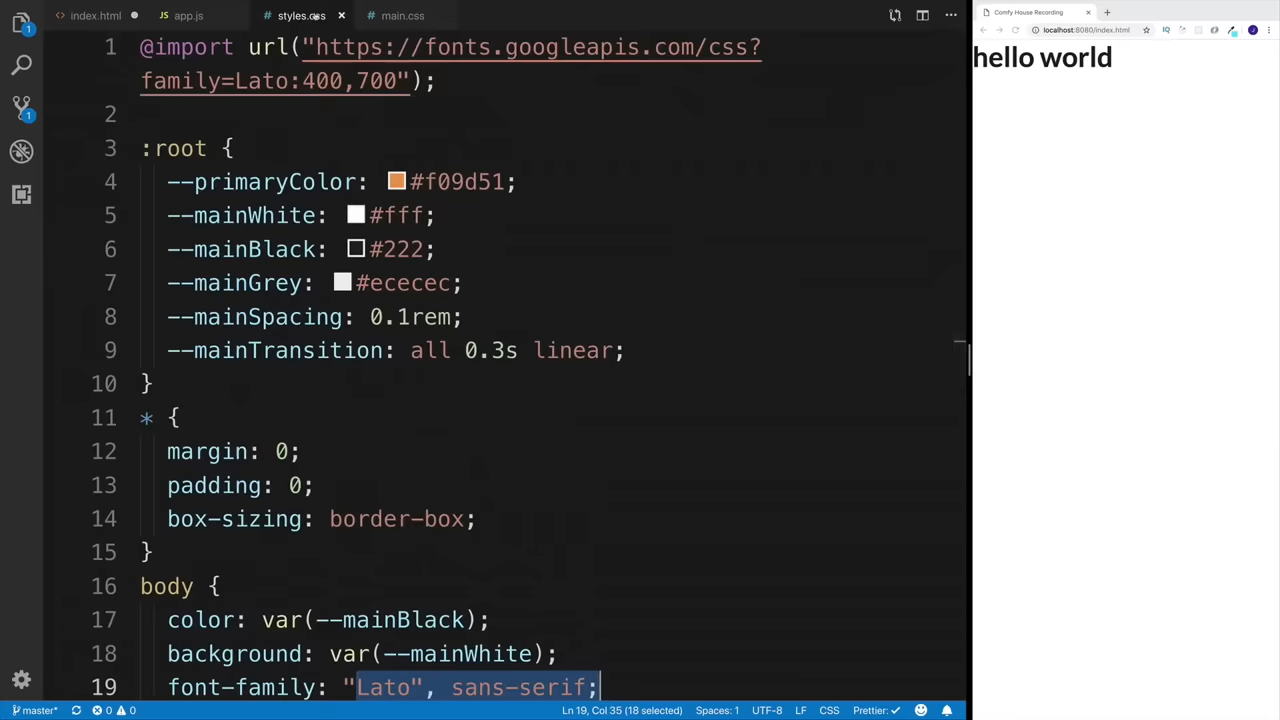 index.html
app.js
styles.css
main.css
1 @import url("https://fonts.googleapis.com/css?
family=Lato:400,700");
2
3 :root {
4 --primaryColor: #f09d51;
5 --mainWhite: #fff;
6 --mainBlack: #222;
7 --mainGrey: #ececec;
8 --mainSpacing: 0.1rem;
9 --mainTransition: all 0.3s linear;
10 }
11 * {
12 margin: 0;
13 padding: 0;
14 box-sizing: border-box;
15 }
16 body {
17 color: var(--mainBlack);
18 background: var(--mainWhite);
19 font-family: "Lato", sans-serif;
1
1
master*
0 0
Ln 19, Col 35 (18 selected)
Spaces: 1
UTF-8
LF
CSS
Prettier: ✓
Comfy House Recording
localhost:8080/index.html
IQ
J
hello world